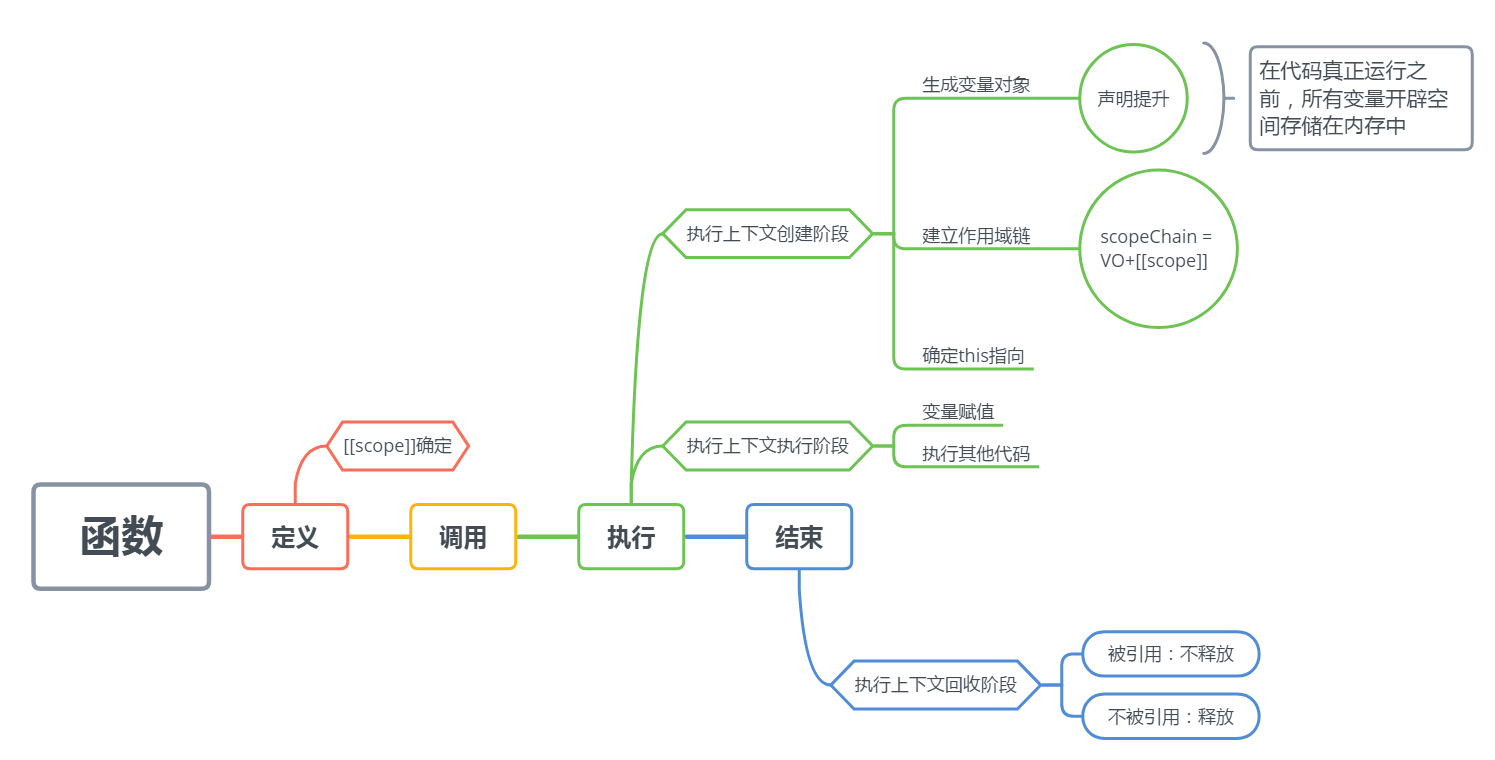 生成变量对象
声明提升
在代码真正运行之
前，所有变量开辟空
间存储在内存中
执行上下文创建阶段
建立作用域链
scopeChain =
VO+[[scope]]
确定this指向
[[scope]]确定
执行上下文执行阶段
变量赋值
执行其他代码
函数
定义
调用
执行
结束
执行上下文回收阶段
被引用：不释放
不被引用：释放